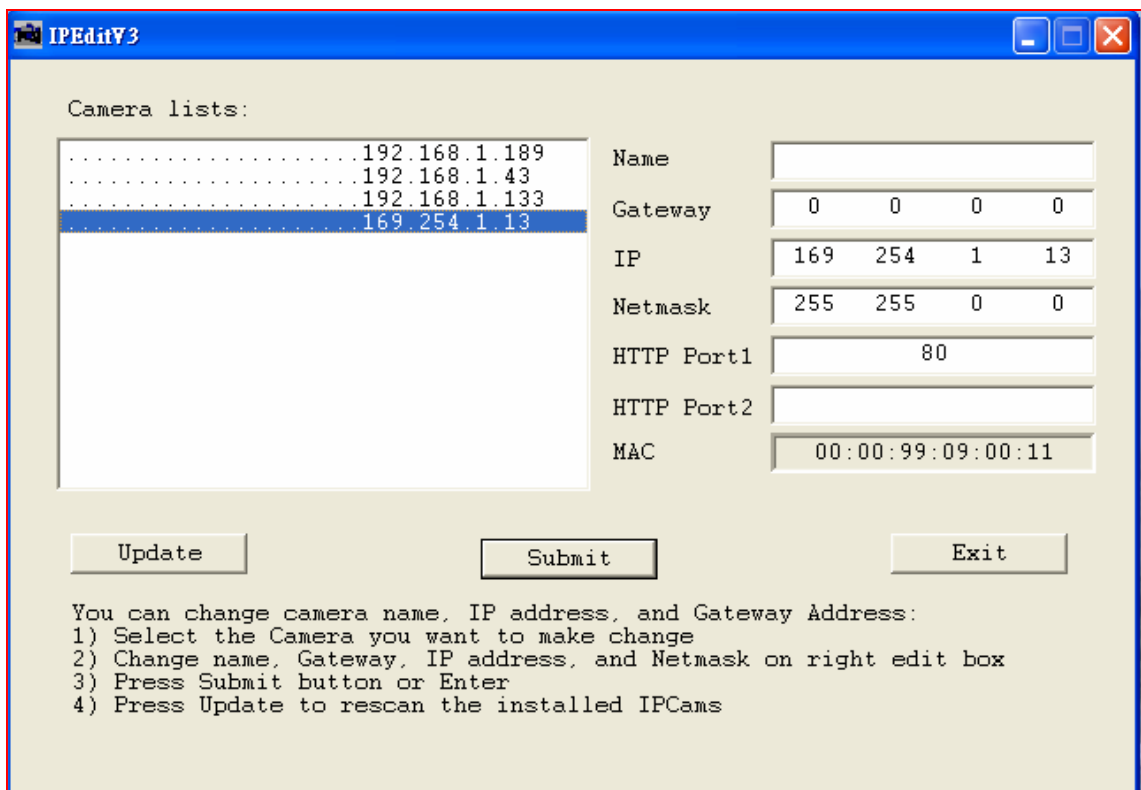 IPEditV3
Camera lists:
.....................192.168.1.189
.....................192.168.1.43
.....................192.168.1.133
.....................169.254.1.13
Name
Gateway 0 0 0 0
IP 169 254 1 13
Netmask 255 255 0 0
HTTP Port1 80
HTTP Port2
MAC 00:00:99:09:00:11
Update Submit Exit
You can change camera name, IP address, and Gateway Address:
1) Select the Camera you want to make change
2) Change name, Gateway, IP address, and Netmask on right edit box
3) Press Submit button or Enter
4) Press Update to rescan the installed IPCams